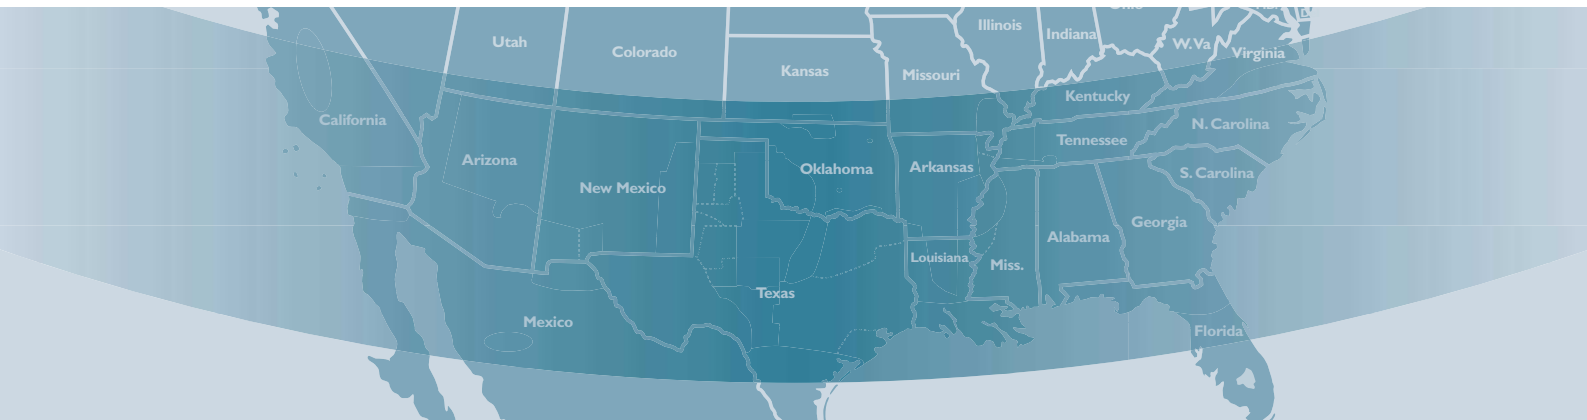 Ohio
Illinois
Indiana
Utah
Colorado
W.Va
Virginia
Kansas
Missouri
Kentucky
California
N. Carolina
Tennessee
Arizona
Oklahoma
Arkansas
S. Carolina
New Mexico
Georgia
Alabama
Louisiana
Miss.
Texas
Mexico
Florida